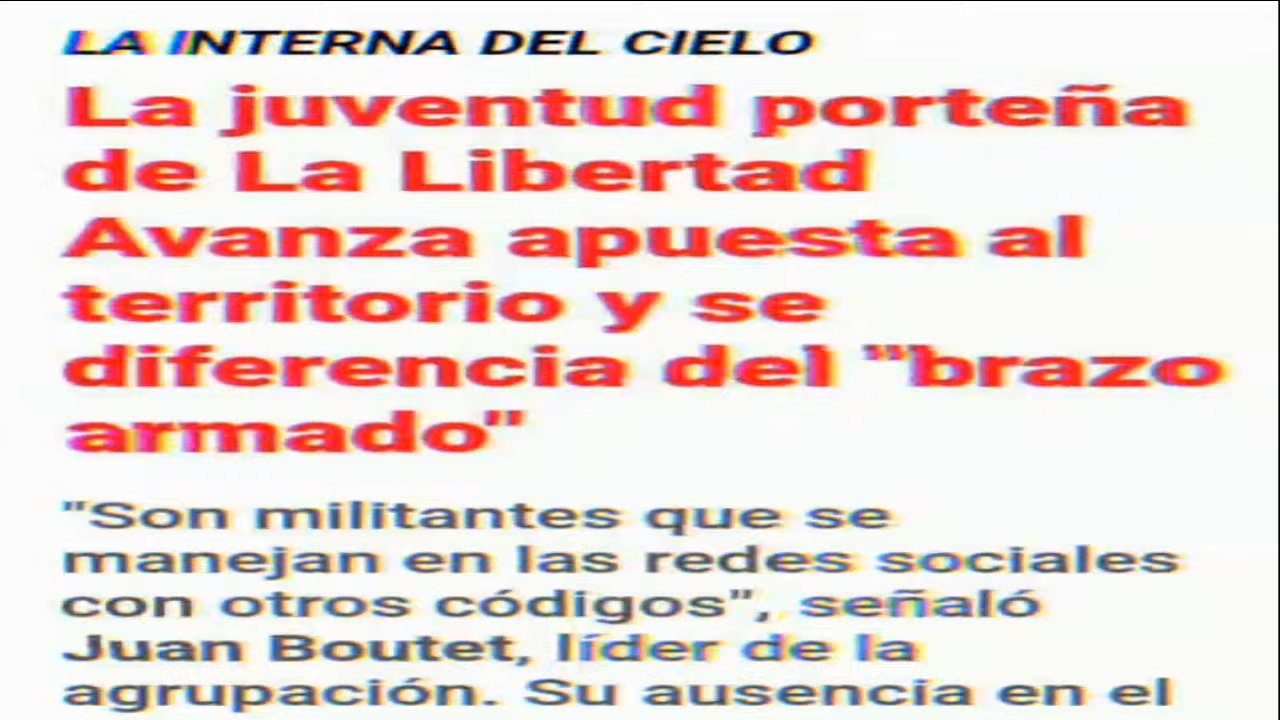 LA INTERNA DEL CIELO
La juventud porteña
de La Libertad
Avanza apuesta al
territorio y se
diferencia del "brazo
armado"
"Son militantes que se
manejan en las redes sociales
con otros códigos", señaló
Juan Boutet, líder de la
agrupación. Su ausencia en el